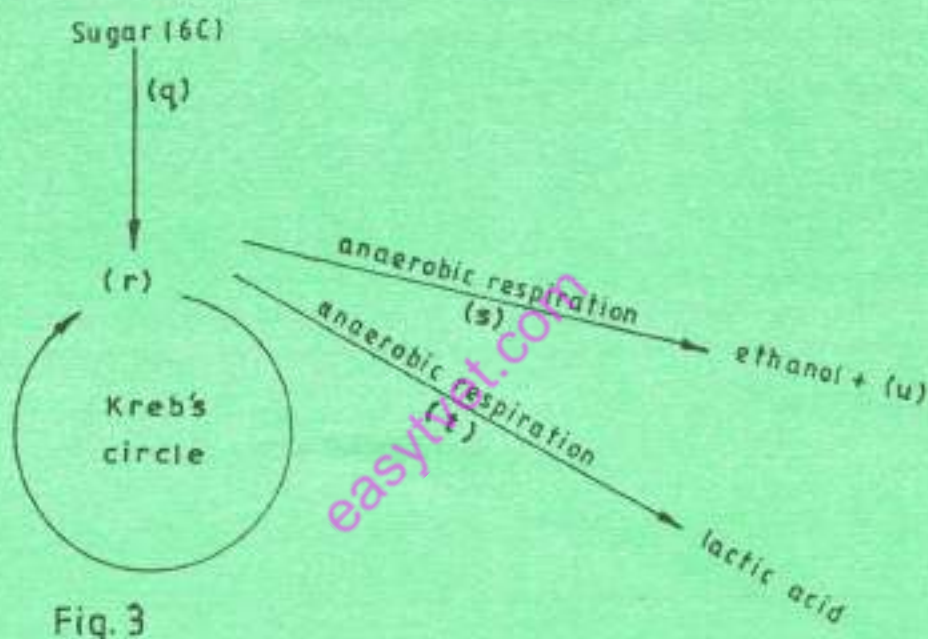 Sugar (6C)
(q)
(r)
anaerobic respiration
(s)
ethanol + (u)
anaerobic respiration
(t)
lactic acid
Kreb's
circle
easytvet.com
Fig. 3